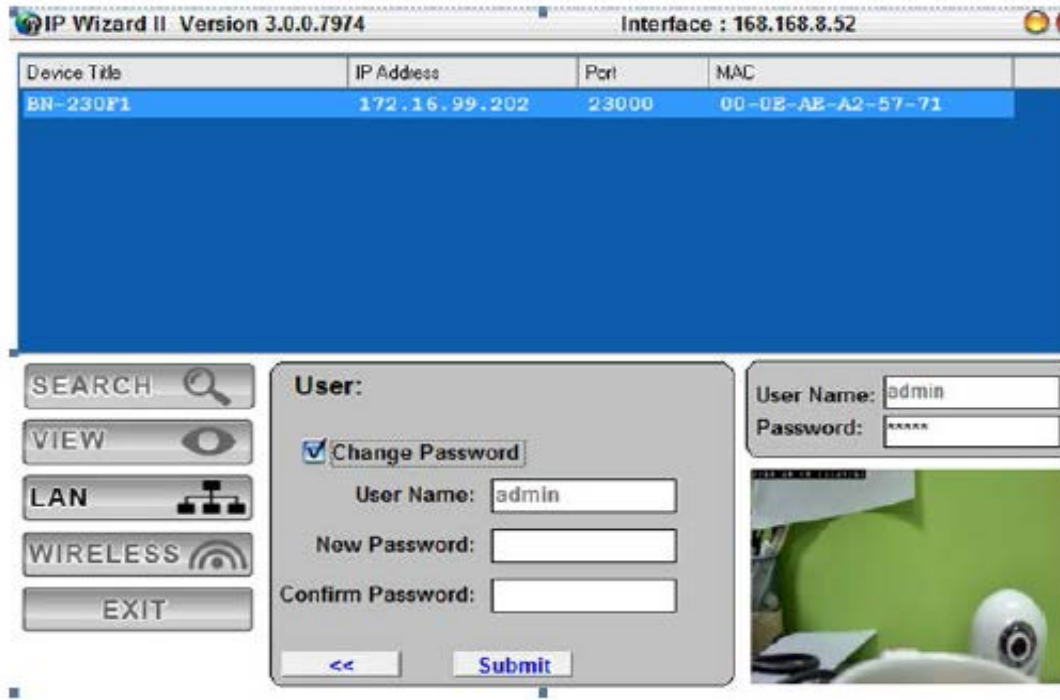 IP Wizard II Version 3.0.0.7974 Interface : 168.168.8.52
Device Title IP Address Port MAC
BN-230F1 172.16.99.202 23000 00-0E-AE-A2-57-71
SEARCH
VIEW
LAN
WIRELESS
EXIT
User:
Change Password
User Name: admin
New Password:
Confirm Password:
<< Submit
User Name: admin
Password: *****